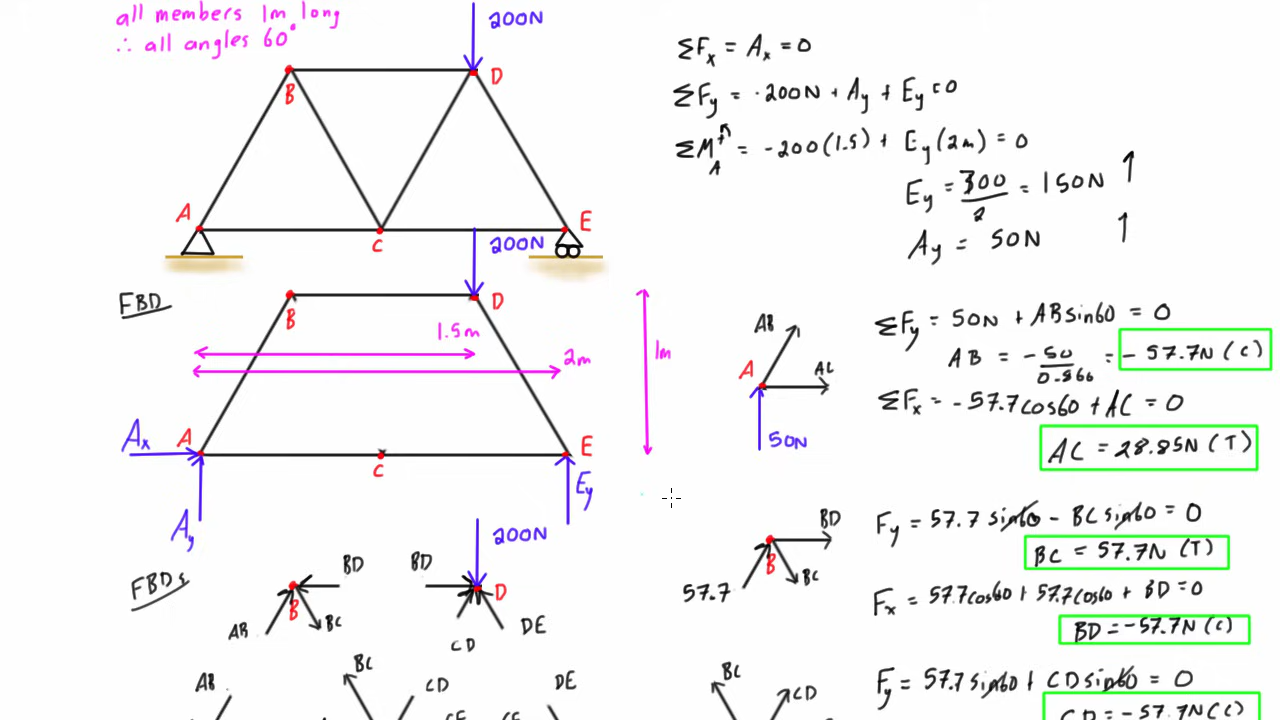 all members 1m long
∴ all angles 60°
200N
B
D
A
C
E
200N
FBD
B
D
1.5m
2m
1m
Ax
A
C
E
Ay
Ey
200N
FBDs
BD
BD
B
D
AB
BC
CD
DE
AB
BC
CD
DE
CE
CE
ΣFx = Ax = 0
ΣFy = -200N + Ay + Ey = 0
ΣMA+ = -200(1.5) + Ey(2m) = 0
Ey = 300/2 = 150N ↑
Ay = 50N ↑
AB
A
AC
50N
ΣFy = 50N + ABsin60 = 0
AB = -50/0.866 = -57.7N (C)
ΣFx = -57.7cos60 + AC = 0
AC = 28.85N (T)
BD
B
BC
57.7
Fy = 57.7 sin60 - BC sin60 = 0
BC = 57.7N (T)
Fx = 57.7cos60 + 57.7cos60 + BD = 0
BD = -57.7N (C)
BC
CD
Fy = 57.7 sin60 + CD sin60 = 0
CD = -57.7N (C)